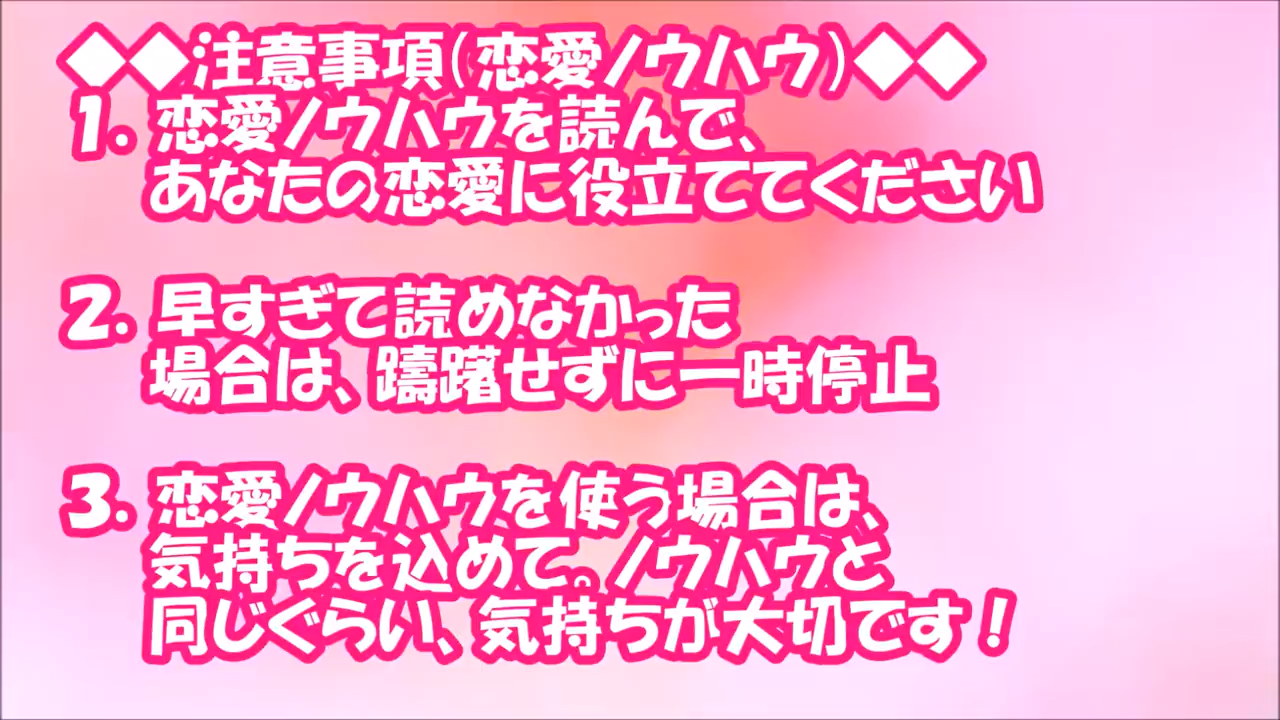 ◆◆注意事項(恋愛ノウハウ)◆◆
1. 恋愛ノウハウを読んで、
あなたの恋愛に役立ててください
2. 早すぎて読めなかった
場合は、躊躇せずに一時停止
3. 恋愛ノウハウを使う場合は、
気持ちを込めて。ノウハウと
同じぐらい、気持ちが大切です!